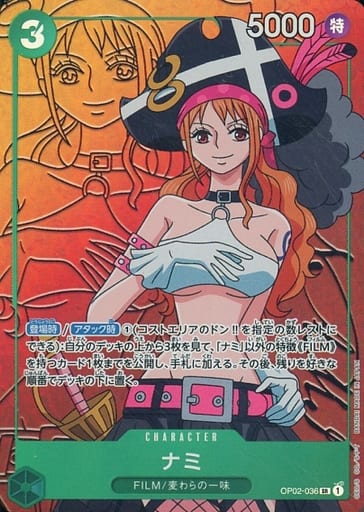 3
5000
特
登場時/アタック時 ①(コストエリアのドン!!を指定の数レストに
できる):自分のデッキの上から3枚を見て、「ナミ」以外の特徴《FILM》
を持つカード1枚までを公開し、手札に加える。その後、残りを好きな
順番でデッキの下に置く。
CHARACTER
ナミ
FILM/麦わらの一味
OP02-036 SR 1
BANDAI MADE IN JAPAN